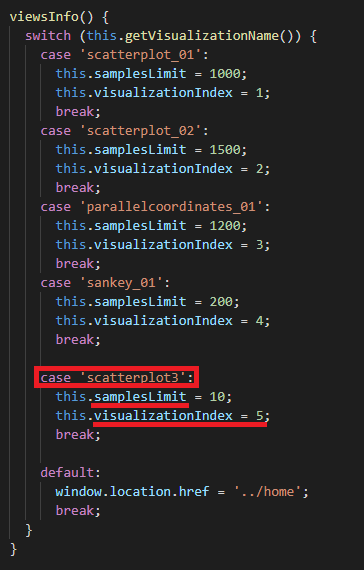 viewsInfo() {
switch (this.getVisualizationName()) {
case 'scatterplot_01':
this.samplesLimit = 1000;
this.visualizationIndex = 1;
break;
case 'scatterplot_02':
this.samplesLimit = 1500;
this.visualizationIndex = 2;
break;
case 'parallelcoordinates_01':
this.samplesLimit = 1200;
this.visualizationIndex = 3;
break;
case 'sankey_01':
this.samplesLimit = 200;
this.visualizationIndex = 4;
break;
case 'scatterplot3':
this.samplesLimit = 10;
this.visualizationIndex = 5;
break;
default:
window.location.href = '../home';
break;
}
}